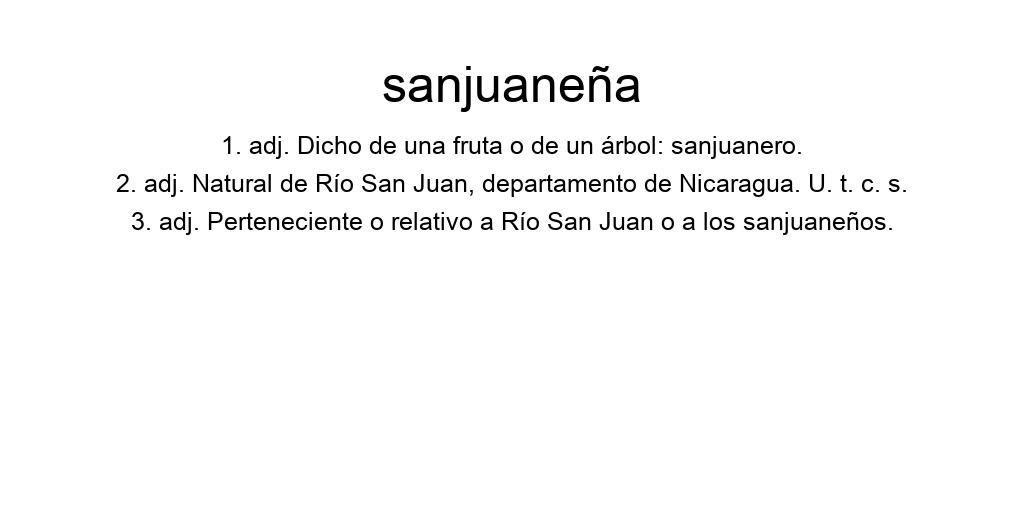 sanjuaneña
1. adj. Dicho de una fruta o de un árbol: sanjuanero.
2. adj. Natural de Río San Juan, departamento de Nicaragua. U. t. c. s.
3. adj. Perteneciente o relativo a Río San Juan o a los sanjuaneños.